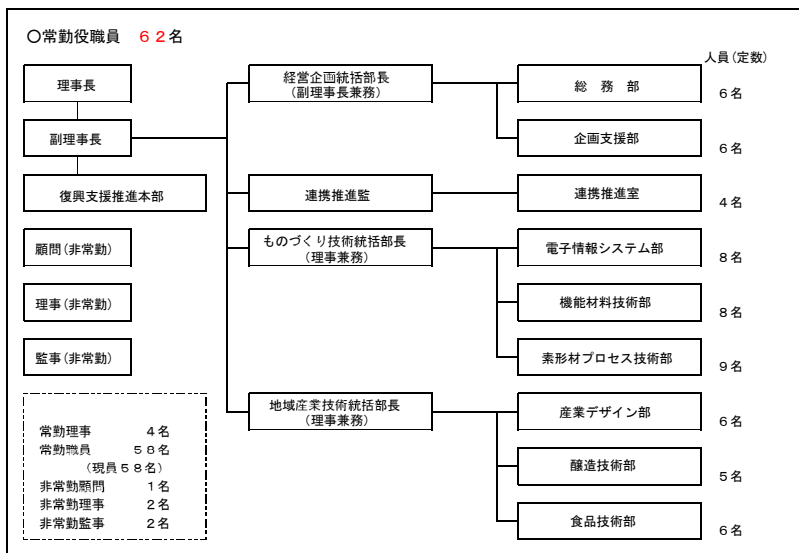 〇常勤役職員 62名
人員(定数)
理事長
副理事長
復興支援推進本部
顧問(非常勤)
理事(非常勤)
監事(非常勤)
常勤理事 4名
常勤職員 58名
(現員58名)
非常勤顧問 1名
非常勤理事 2名
非常勤監事 2名
経営企画統括部長
(副理事長兼務)
総務部 6名
企画支援部 6名
連携推進監
連携推進室 4名
ものづくり技術統括部長
(理事兼務)
電子情報システム部 8名
機能材料技術部 8名
素形材プロセス技術部 9名
地域産業技術統括部長
(理事兼務)
産業デザイン部 6名
醸造技術部 5名
食品技術部 6名